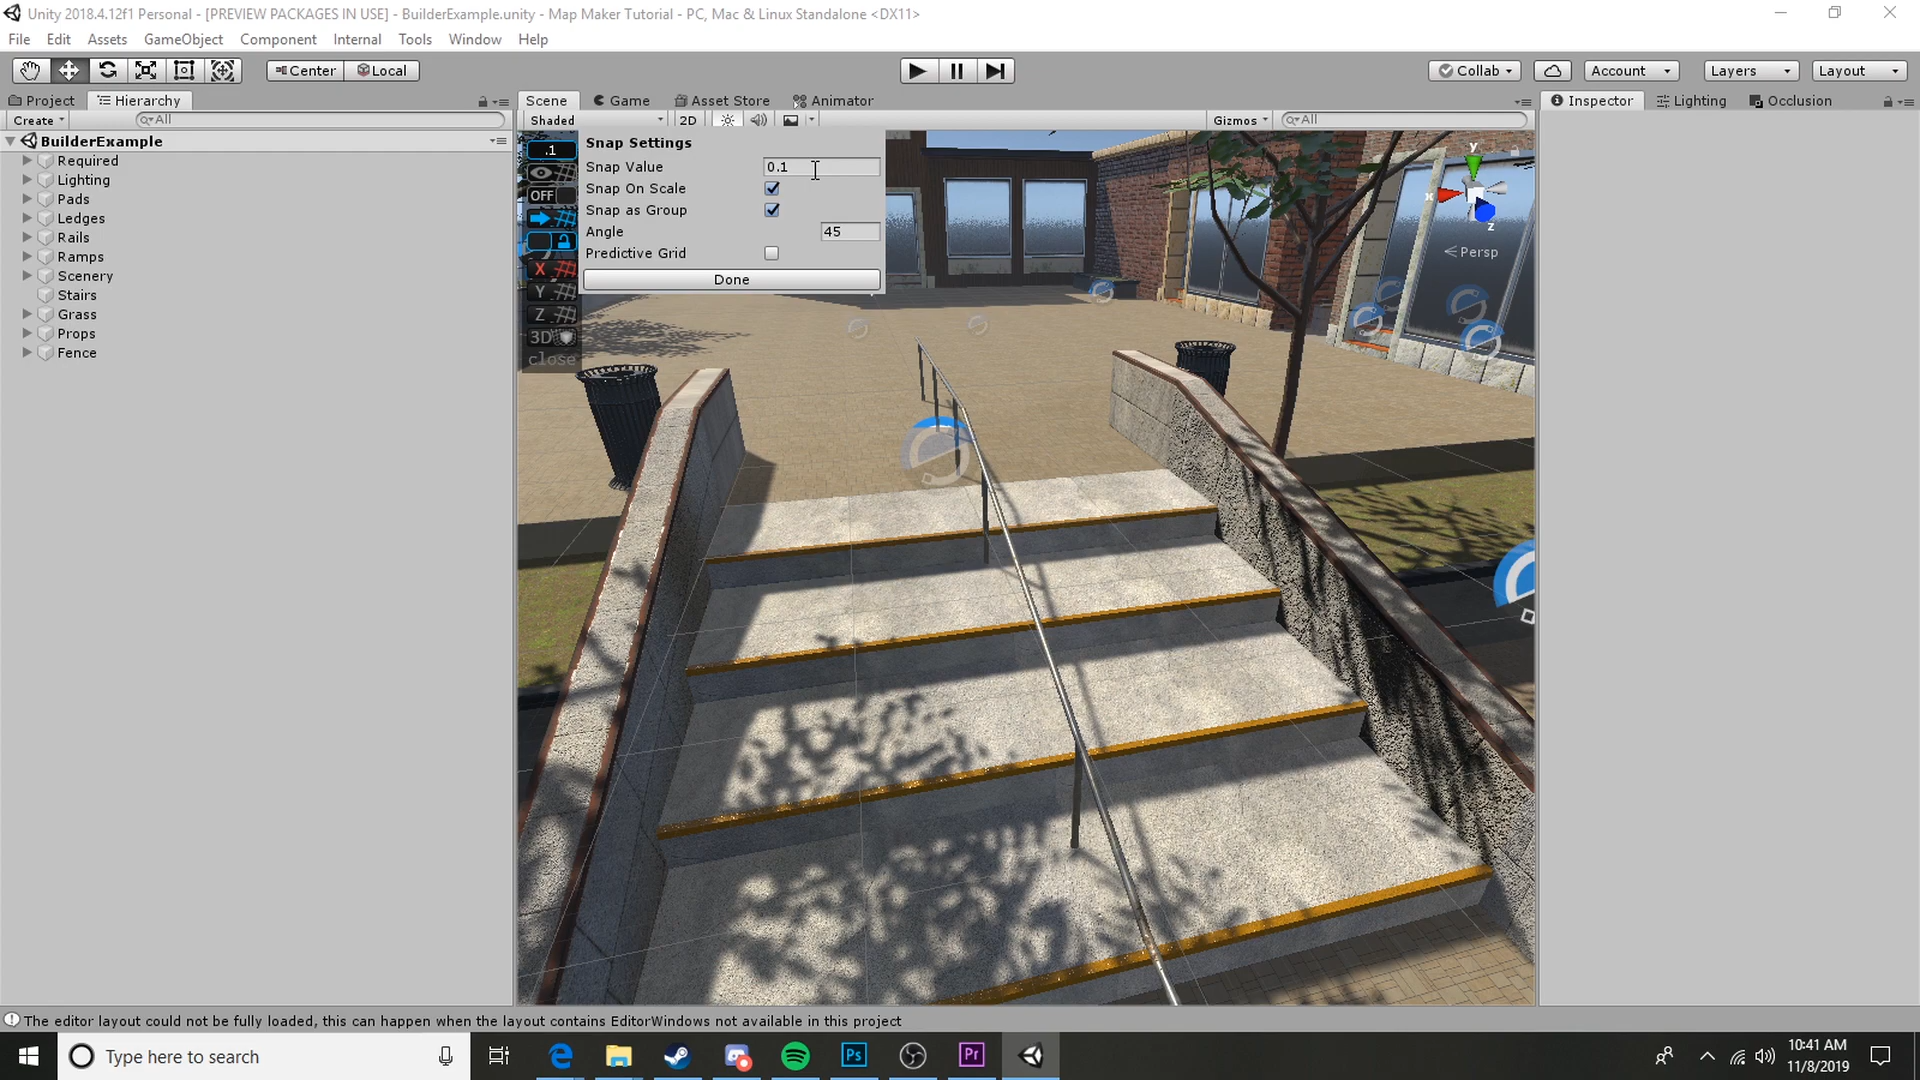 Unity 2018.4.12f1 Personal - [PREVIEW PACKAGES IN USE] - BuilderExample.unity - Map Maker Tutorial - PC, Mac & Linux Standalone <DX11>
File Edit Assets GameObject Component Internal Tools Window Help
Center Local Collab Account Layers Layout
Project Hierarchy Scene Game Asset Store Animator Inspector Lighting Occlusion
Create All Shaded 2D Gizmos All
BuilderExample
Required
Lighting
Pads
Ledges
Rails
Ramps
Scenery
Stairs
Grass
Props
Fence
.1
OFF
X
Y
Z
3D
close
Snap Settings
Snap Value 0.1
Snap On Scale
Snap as Group
Angle 45
Predictive Grid
Done
y
x
z
Persp
The editor layout could not be fully loaded, this can happen when the layout contains EditorWindows not available in this project
Type here to search
Ps
Pr
10:41 AM
11/8/2019